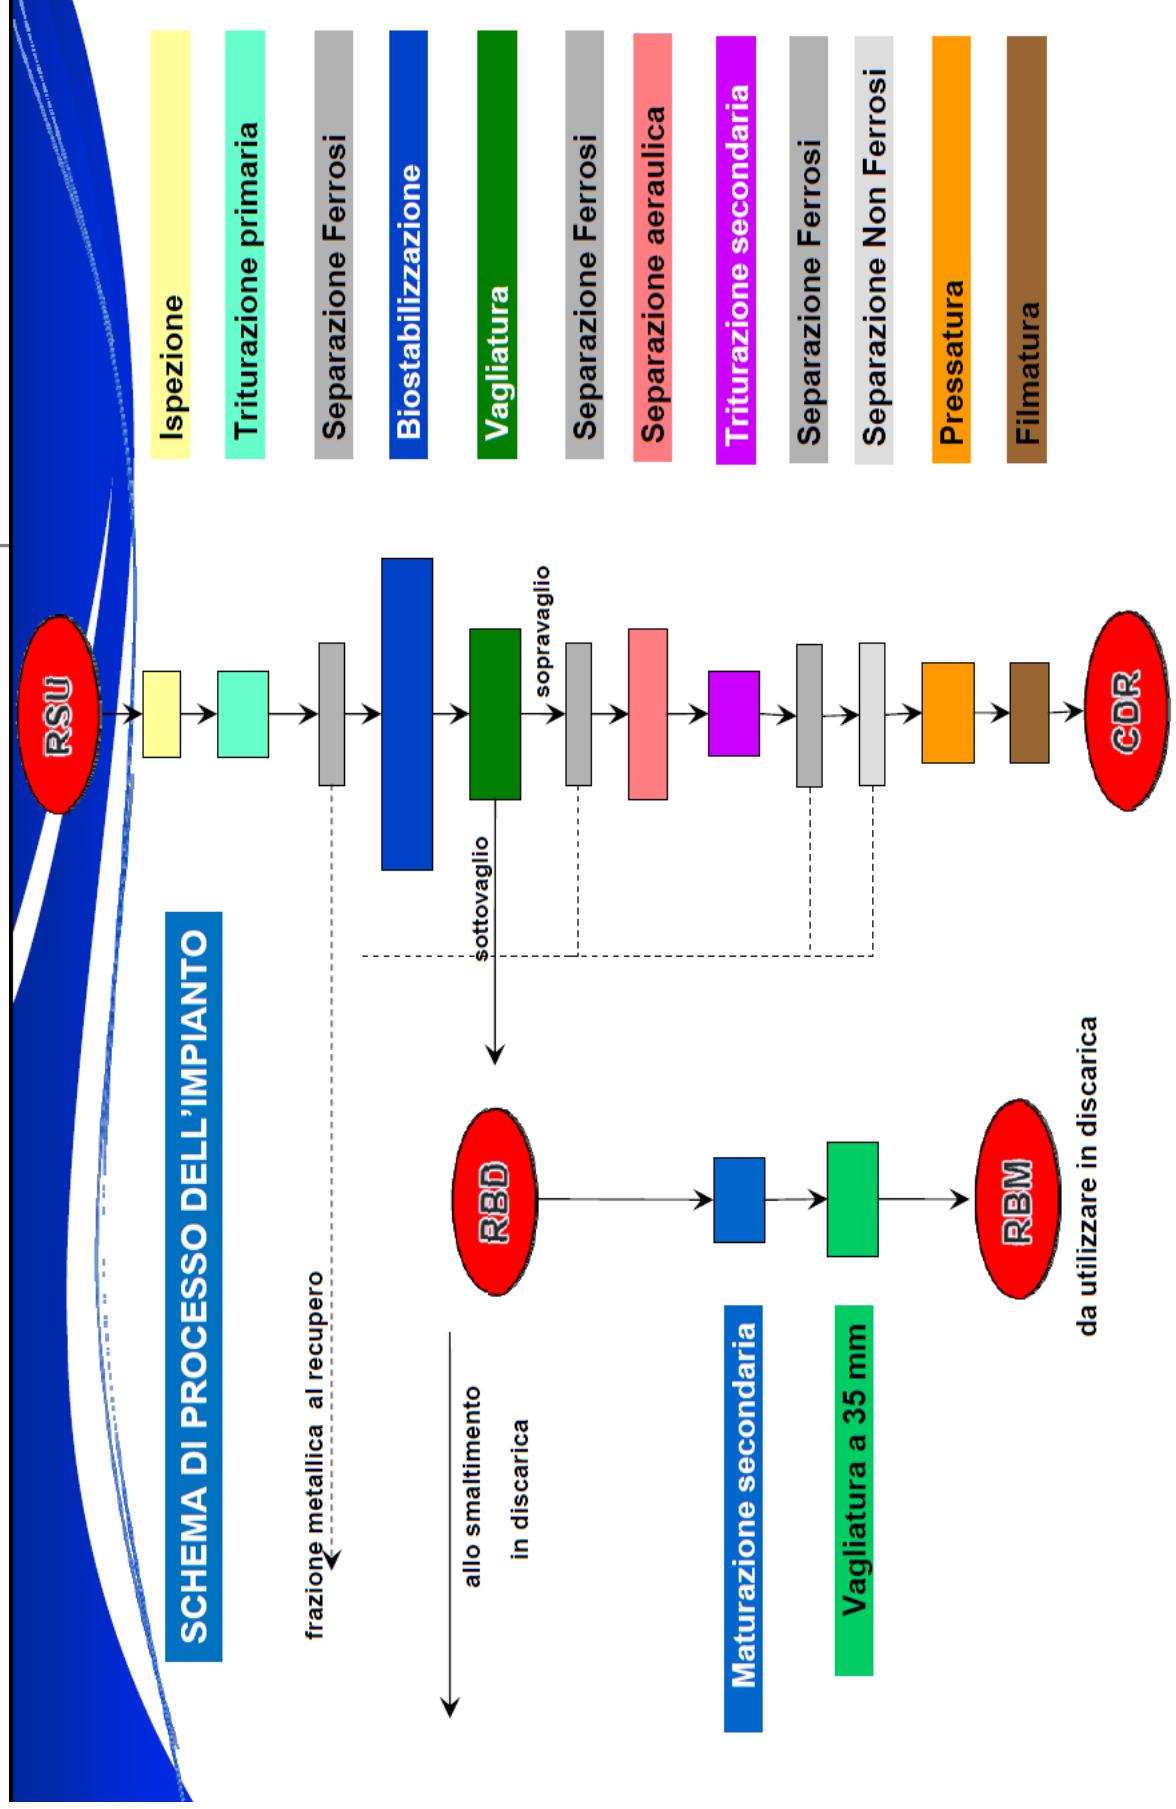 SCHEMA DI PROCESSO DELL'IMPIANTO
RSU
Ispezione
Triturazione primaria
Separazione Ferrosi
frazione metallica al recupero
Biostabilizzazione
Vagliatura
sottovaglio
sopravaglio
Separazione Ferrosi
Separazione aeraulica
Triturazione secondaria
Separazione Ferrosi
Separazione Non Ferrosi
Pressatura
Filmatura
CDR
RBD
allo smaltimento
in discarica
Maturazione secondaria
Vagliatura a 35 mm
RBM
da utilizzare in discarica